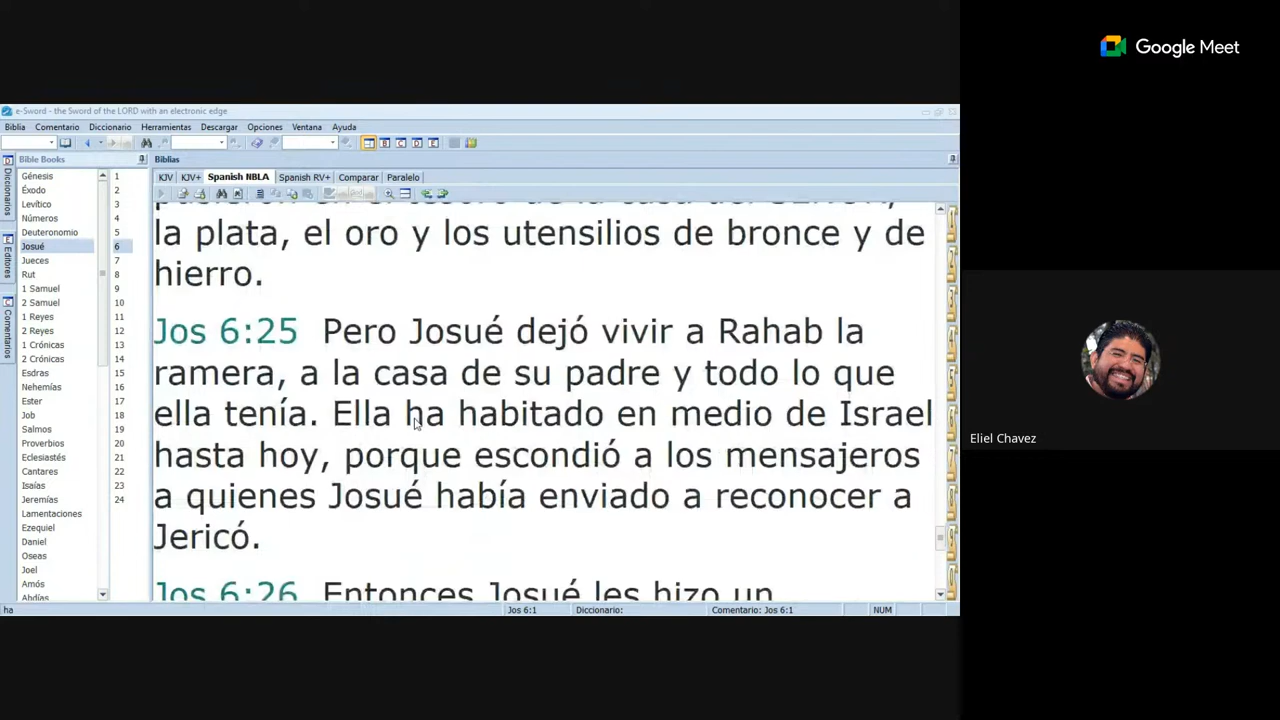 Google Meet
e-Sword - the Sword of the LORD with an electronic edge
Biblia Comentario Diccionario Herramientas Descargar Opciones Ventana Ayuda
B C D E
Bible Books
Biblias
KJV KJV+ Spanish NBLA Spanish RV+ Comparar Paralelo
Diccionarios
Editores
Comentarios
Génesis 1
Éxodo 2
Levítico 3
Números 4
Deuteronomio 5
Josué 6
Jueces 7
Rut 8
1 Samuel 9
2 Samuel 10
1 Reyes 11
2 Reyes 12
1 Crónicas 13
2 Crónicas 14
Esdras 15
Nehemías 16
Ester 17
Job 18
Salmos 19
Proverbios 20
Eclesiastés 21
Cantares 22
Isaías 23
Jeremías 24
Lamentaciones
Ezequiel
Daniel
Oseas
Joel
Amós
Abdías
la plata, el oro y los utensilios de bronce y de
hierro.
Jos 6:25 Pero Josué dejó vivir a Rahab la
ramera, a la casa de su padre y todo lo que
ella tenía. Ella ha habitado en medio de Israel
hasta hoy, porque escondió a los mensajeros
a quienes Josué había enviado a reconocer a
Jericó.
Jos 6:26 Entonces Josué les hizo un
ha
Jos 6:1
Diccionario:
Comentario: Jos 6:1
NUM
Eliel Chavez